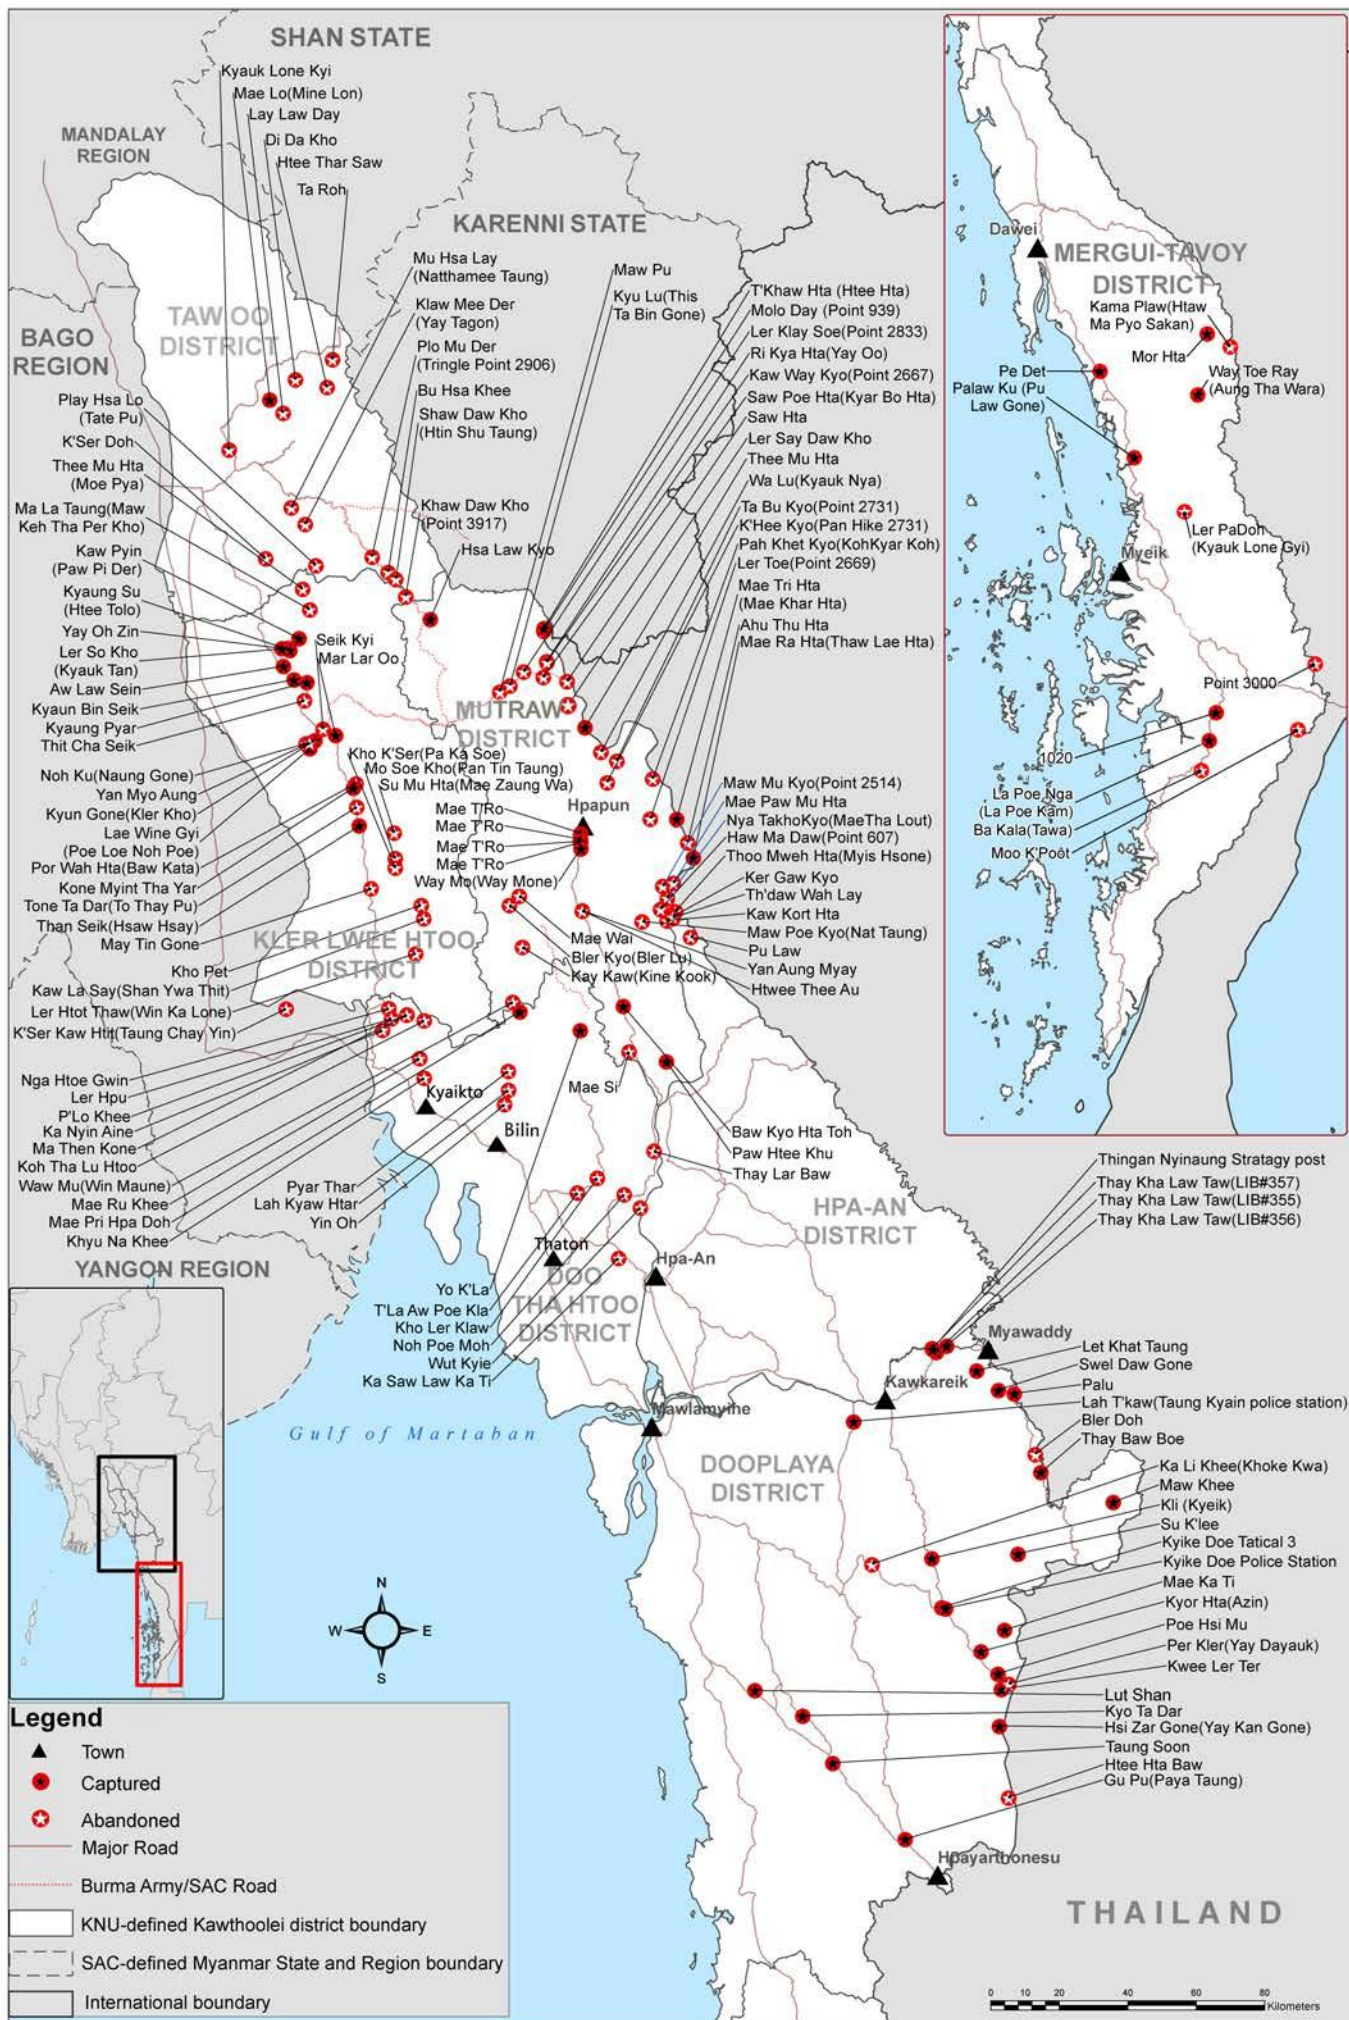 SHAN STATE
Kyauk Lone Kyi
Mae Lo(Mine Lon)
Lay Law Day
MANDALAY
REGION
Di Da Kho
Htee Thar Saw
Ta Roh
KARENNI STATE
TAW OO
DISTRICT
BAGO
REGION
Mu Hsa Lay
(Natthamee Taung)
Klaw Mee Der
(Yay Tagon)
Plo Mu Der
(Tringle Point 2906)
Bu Hsa Khee
Shaw Daw Kho
(Htin Shu Taung)
Khaw Daw Kho
(Point 3917)
Hsa Law Kyo
Maw Pu
Kyu Lu(This
Ta Bin Gone)
T'Khaw Hta (Htee Hta)
Molo Day (Point 939)
Ler Klay Soe(Point 2833)
Ri Kya Hta(Yay Oo)
Kaw Way Kyo(Point 2667)
Saw Poe Hta(Kyar Bo Hta)
Saw Hta
Ler Say Daw Kho
Thee Mu Hta
Wa Lu(Kyauk Nya)
Ta Bu Kyo(Point 2731)
K'Hee Kyo(Pan Hike 2731)
Pah Khet Kyo(KohKyar Koh)
Ler Toe(Point 2669)
Mae Tri Hta
(Mae Khar Hta)
Ahu Thu Hta
Mae Ra Hta(Thaw Lae Hta)
Play Hsa Lo
(Tate Pu)
K'Ser Doh
Thee Mu Hta
(Moe Pya)
Ma La Taung(Maw
Keh Tha Per Kho)
Kaw Pyin
(Paw Pi Der)
Kyaung Su
(Htee Tolo)
Yay Oh Zin
Ler So Kho
(Kyauk Tan)
Aw Law Sein
Kyaun Bin Seik
Kyaung Pyar
Thit Cha Seik
Seik Kyi
Mar Lar Oo
Noh Ku(Naung Gone)
Yan Myo Aung
Kyun Gone(Kler Kho)
Lae Wine Gyi
(Poe Loe Noh Poe)
Por Wah Hta(Baw Kata)
Kone Myint Tha Yar
Tone Ta Dar(To Thay Pu)
Than Seik(Hsaw Hsay)
May Tin Gone
Kho Pet
Kaw La Say(Shan Ywa Thit)
Ler Htot Thaw(Win Ka Lone)
K'Ser Kaw Htit(Taung Chay Yin)
MUTRAW
DISTRICT
Kho K'Ser(Pa Ka Soe)
Mo Soe Kho(Pan Tin Taung)
Su Mu Hta(Mae Zaung Wa)
Hpapun
Mae T'Ro
Mae T'Ro
Mae T'Ro
Mae T'Ro
Way Mo(Way Mone)
Maw Mu Kyo(Point 2514)
Mae Paw Mu Hta
Nya TakhoKyo(MaeTha Lout)
Haw Ma Daw(Point 607)
Thoo Mweh Hta(Myis Hsone)
Ker Gaw Kyo
Th'daw Wah Lay
Kaw Kort Hta
Maw Poe Kyo(Nat Taung)
Pu Law
Yan Aung Myay
Htwee Thee Au
KLER LWEE HTOO
DISTRICT
Mae Wai
Bler Kyo(Bler Lu)
Kay Kaw(Kine Kook)
Nga Htoe Gwin
Ler Hpu
P'Lo Khee
Ka Nyin Aine
Ma Then Kone
Koh Tha Lu Htoo
Waw Mu(Win Maune)
Mae Ru Khee
Mae Pri Hpa Doh
Khyu Na Khee
Kyaikto
Bilin
Mae Si
Baw Kyo Hta Toh
Paw Htee Khu
Thay Lar Baw
Pyar Thar
Lah Kyaw Htar
Yin Oh
YANGON REGION
Thaton
DOO
THA HTOO
DISTRICT
Hpa-An
HPA-AN
DISTRICT
Yo K'La
T'La Aw Poe Kla
Kho Ler Klaw
Noh Poe Moh
Wut Kyie
Ka Saw Law Ka Ti
Gulf of Martaban
Mawlamyihe
Dawei
MERGUI-TAVOY
DISTRICT
Kama Plaw(Htaw
Ma Pyo Sakan)
Mor Hta
Pe Det
Palaw Ku (Pu
Law Gone)
Way Toe Ray
(Aung Tha Wara)
Ler PaDoh
(Kyauk Lone Gyi)
Myeik
Point 3000
1020
La Poe Nga
(La Poe Kam)
Ba Kala(Tawa)
Moo K'Poôt
Thingan Nyinaung Stratagy post
Thay Kha Law Taw(LIB#357)
Thay Kha Law Taw(LIB#355)
Thay Kha Law Taw(LIB#356)
Myawaddy
Kawkareik
Let Khat Taung
Swel Daw Gone
Palu
Lah T'kaw(Taung Kyain police station)
Bler Doh
Thay Baw Boe
DOOPLAYA
DISTRICT
Ka Li Khee(Khoke Kwa)
Maw Khee
Kli (Kyeik)
Su K'lee
Kyike Doe Tatical 3
Kyike Doe Police Station
Mae Ka Ti
Kyor Hta(Azin)
Poe Hsi Mu
Per Kler(Yay Dayauk)
Kwee Ler Ter
Lut Shan
Kyo Ta Dar
Hsi Zar Gone(Yay Kan Gone)
Taung Soon
Htee Hta Baw
Gu Pu(Paya Taung)
Hpayarthonesu
THAILAND
N
W
E
S
Legend
Town
Captured
Abandoned
Major Road
Burma Army/SAC Road
KNU-defined Kawthoolei district boundary
SAC-defined Myanmar State and Region boundary
International boundary
0 10 20 40 60 80
Kilometers